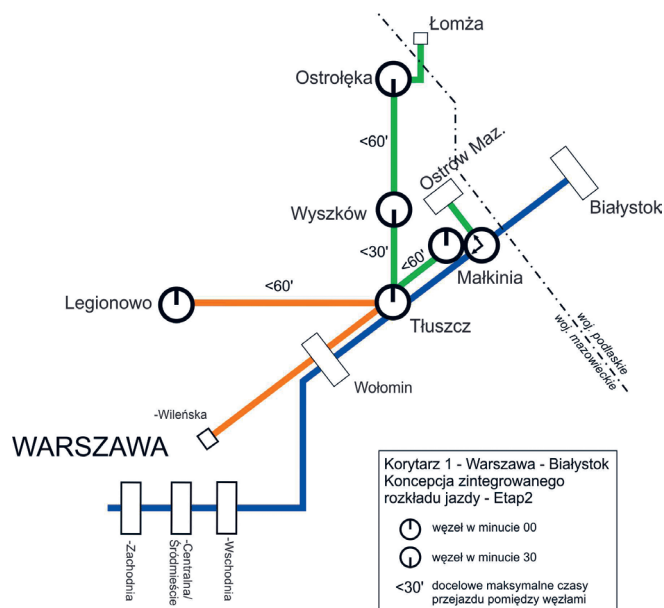 Łomża
Ostrołęka
<60'
Ostrów Maz.
Białystok
Wyszków
<30'
<60'
Małkinia
<60'
Legionowo
Tłuszcz
woj. podlaskie
woj. mazowieckie
Wołomin
-Wileńska
WARSZAWA
-Zachodnia
-Centralna/
Śródmieście
-Wschodnia
Korytarz 1 - Warszawa - Białystok
Koncepcja zintegrowanego
rozkładu jazdy - Etap2
węzeł w minucie 00
węzeł w minucie 30
<30' docelowe maksymalne czasy
przejazdu pomiędzy węzłami